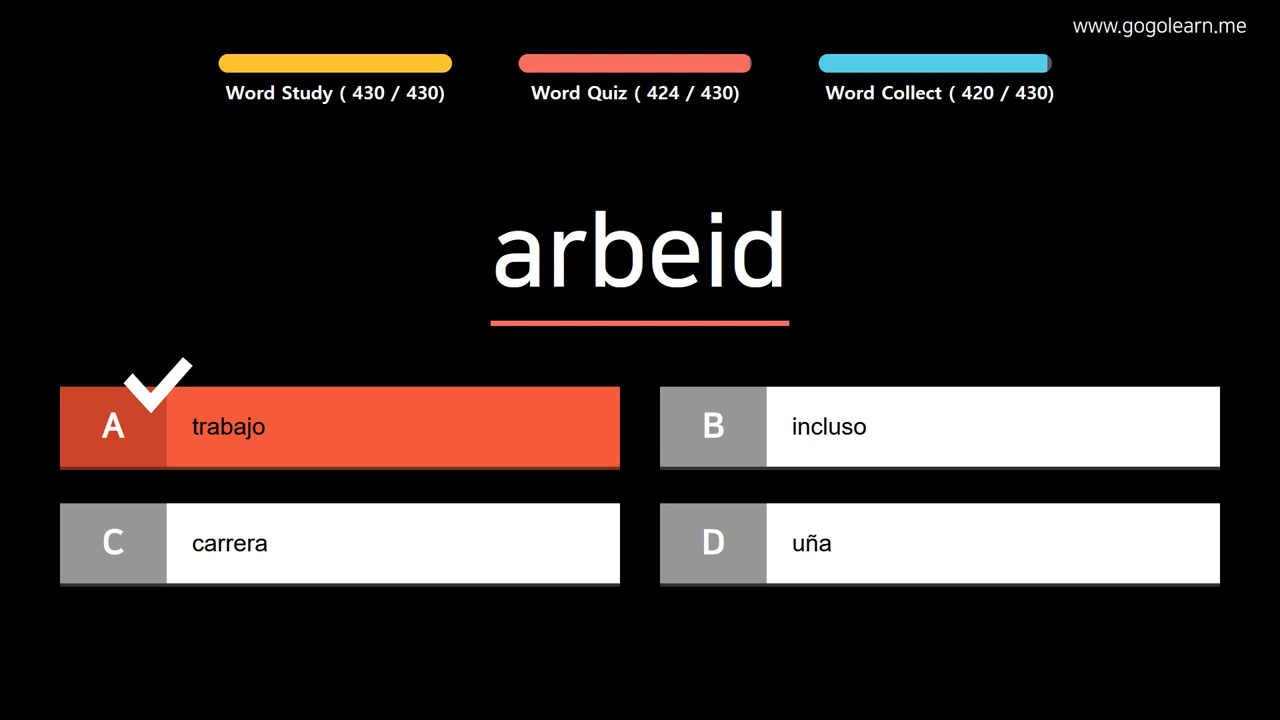 www.gogolearn.me
Word Study ( 430 / 430)
Word Quiz ( 424 / 430)
Word Collect ( 420 / 430)
arbeid
A trabajo
B incluso
C carrera
D uña